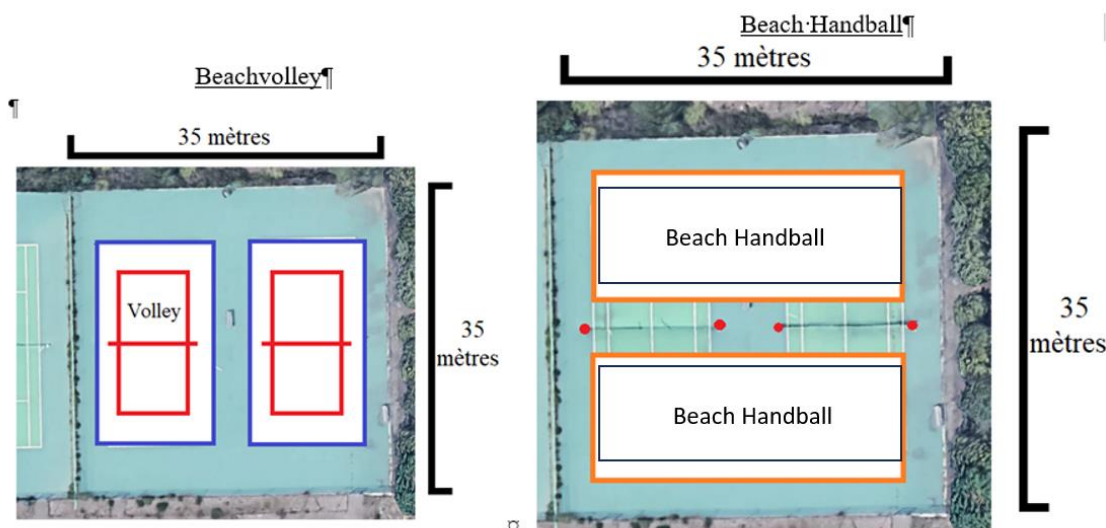 Beachvolley¶
¶
35 mètres
Volley
35
mètres
¤
Beach·Handball¶
35 mètres
Beach Handball
Beach Handball
35
mètres